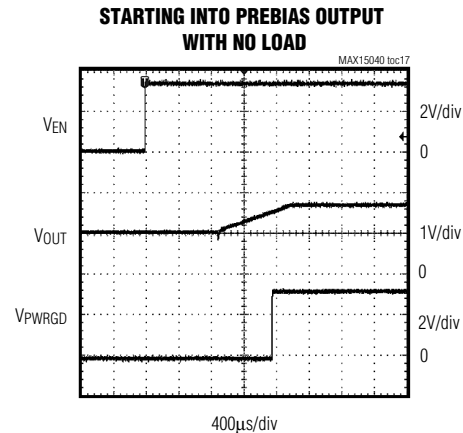 STARTING INTO PREBIAS OUTPUT
WITH NO LOAD
MAX15040 toc17
T
VEN
2V/div
0
VOUT
1V/div
0
VPWRGD
2V/div
0
400μs/div